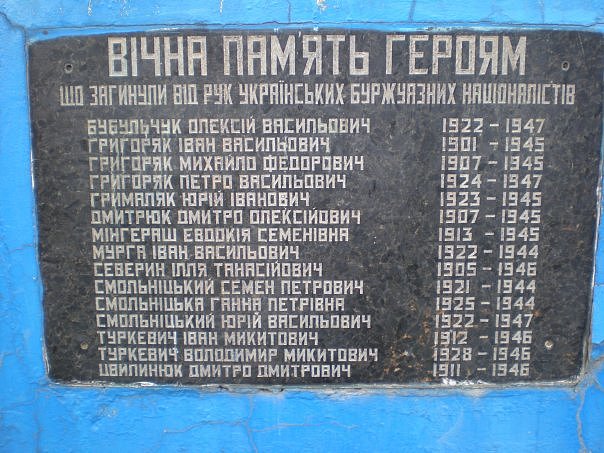 ВІЧНА ПАМ'ЯТЬ ГЕРОЯМ
ЩО ЗАГИНУЛИ ВІД РУК УКРАЇНСЬКИХ БУРЖУАЗНИХ НАЦІОНАЛІСТІВ
БУБУЛЬЧУК ОЛЕКСІЙ ВАСИЛЬОВИЧ 1922 - 1947
ГРИГОРЯК ІВАН ВАСИЛЬОВИЧ 1901 - 1945
ГРИГОРЯК МИХАЙЛО ФЕДОРОВИЧ 1907 - 1945
ГРИГОРЯК ПЕТРО ВАСИЛЬОВИЧ 1924 - 1947
ГРИМАЛЯК ЮРІЙ ІВАНОВИЧ 1923 - 1945
ДМИТРЮК ДМИТРО ОЛЕКСІЙОВИЧ 1907 - 1945
МІНГЕРАШ ЕВДОКІЯ СЕМЕНІВНА 1913 - 1945
МУРГА ІВАН ВАСИЛЬОВИЧ 1922 - 1944
СЕВЕРИН ІЛЛЯ ТАНАСІЙОВИЧ 1905 - 1946
СМОЛЬНІЦЬКИЙ СЕМЕН ПЕТРОВИЧ 1921 - 1944
СМОЛЬНІЦЬКА ГАННА ПЕТРІВНА 1925 - 1944
СМОЛЬНІЦЬКИЙ ЮРІЙ ВАСИЛЬОВИЧ 1922 - 1947
ТУРКЕВИЧ ІВАН МИКИТОВИЧ 1912 - 1946
ТУРКЕВИЧ ВОЛОДИМИР МИКИТОВИЧ 1928 - 1946
ЦВИЛИНЮК ДМИТРО ДМИТРОВИЧ 1911 - 1946